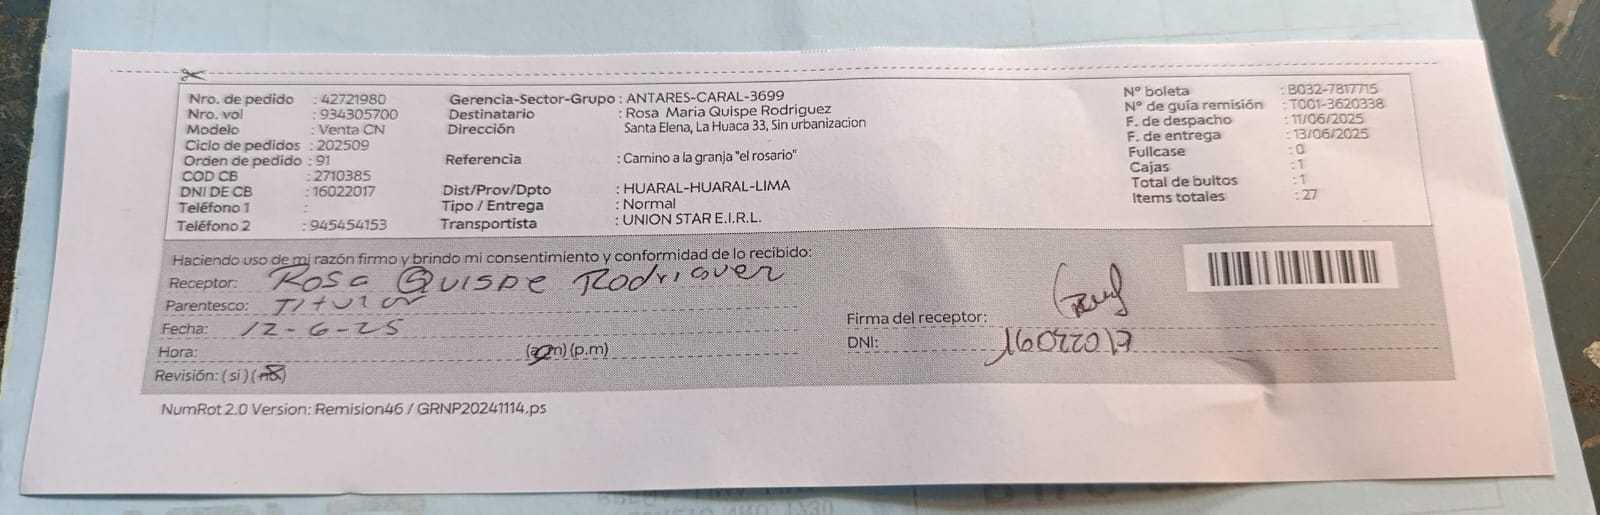 Nro. de pedido : 42721980
Nro. vol : 934305700
Modelo : Venta CN
Ciclo de pedidos : 202509
Orden de pedido : 91
COD CB : 2710385
DNI DE CB : 16022017
Teléfono 1 :
Teléfono 2 : 945454153
Gerencia-Sector-Grupo : ANTARES-CARAL-3699
Destinatario : Rosa Maria Quispe Rodriguez
Dirección Santa Elena, La Huaca 33, Sin urbanizacion
Referencia : Camino a la granja "el rosario"
Dist/Prov/Dpto : HUARAL-HUARAL-LIMA
Tipo / Entrega : Normal
Transportista : UNION STAR E.I.R.L.
N° boleta : B032-7817715
N° de guía remisión : T001-3620338
F. de despacho : 11/06/2025
F. de entrega : 13/06/2025
Fullcase : 0
Cajas : 1
Total de bultos : 1
Items totales : 27
Haciendo uso de mi razón firmo y brindo mi consentimiento y conformidad de lo recibido:
Receptor: Rosa Quispe Rodriguez
Parentesco: Titular
Fecha: 12-6-25
Hora: (a.m) (p.m)
Revisión: (si) (no)
Firma del receptor:
DNI: 16022017
NumRot 2.0 Version: Remision46 / GRNP20241114.ps